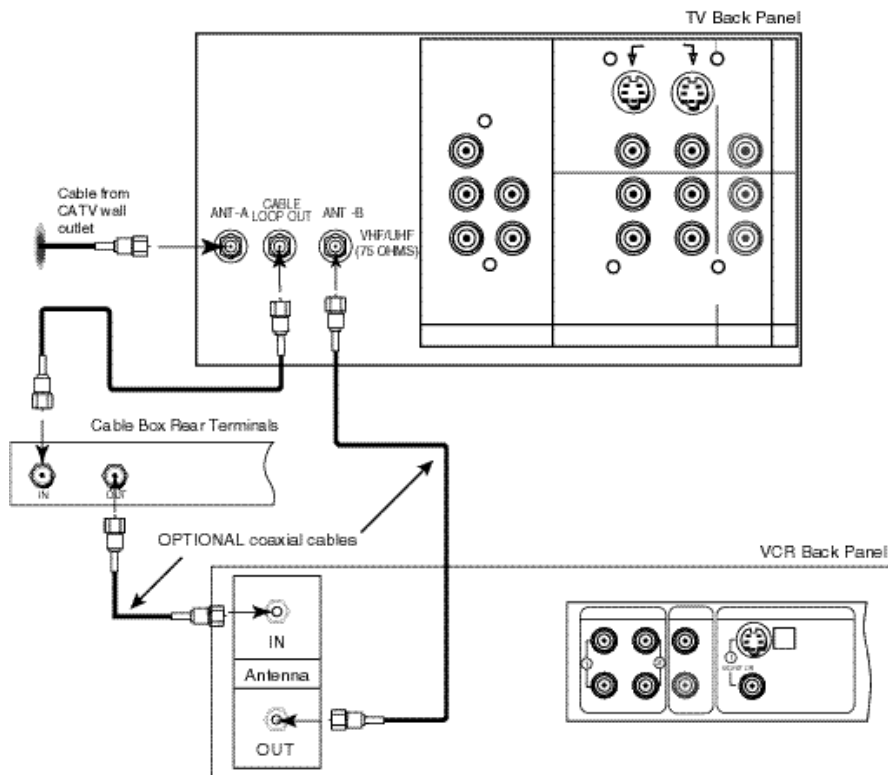 TV Back Panel
Cable from
CATV wall
outlet
ANT-A
CABLE
LOOP OUT
ANT -B
VHF/UHF
(75 OHMS)
Cable Box Rear Terminals
IN
OUT
OPTIONAL coaxial cables
VCR Back Panel
IN
Antenna
OUT